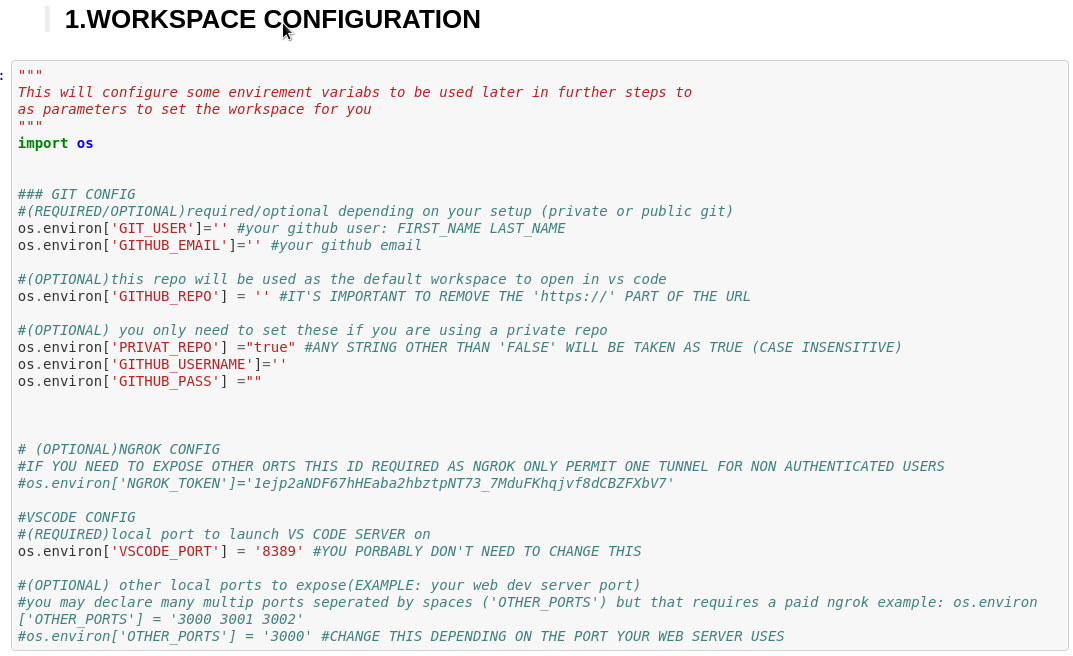 1.WORKSPACE CONFIGURATION
:
"""
This will configure some envirement variabs to be used later in further steps to
as parameters to set the workspace for you
"""
import os
### GIT CONFIG
#(REQUIRED/OPTIONAL)required/optional depending on your setup (private or public git)
os.environ['GIT_USER']='' #your github user: FIRST_NAME LAST_NAME
os.environ['GITHUB_EMAIL']='' #your github email
#(OPTIONAL)this repo will be used as the default workspace to open in vs code
os.environ['GITHUB_REPO'] = '' #IT'S IMPORTANT TO REMOVE THE 'https://' PART OF THE URL
#(OPTIONAL) you only need to set these if you are using a private repo
os.environ['PRIVAT_REPO'] ="true" #ANY STRING OTHER THAN 'FALSE' WILL BE TAKEN AS TRUE (CASE INSENSITIVE)
os.environ['GITHUB_USERNAME']=''
os.environ['GITHUB_PASS'] =""
# (OPTIONAL)NGROK CONFIG
#IF YOU NEED TO EXPOSE OTHER ORTS THIS ID REQUIRED AS NGROK ONLY PERMIT ONE TUNNEL FOR NON AUTHENTICATED USERS
#os.environ['NGROK_TOKEN']='1ejp2aNDF67hHEaba2hbztpNT73_7MduFKhqjvf8dCBZFXbV7'
#VSCODE CONFIG
#(REQUIRED)local port to launch VS CODE SERVER on
os.environ['VSCODE_PORT'] = '8389' #YOU PORBABLY DON'T NEED TO CHANGE THIS
#(OPTIONAL) other local ports to expose(EXAMPLE: your web dev server port)
#you may declare many multip ports seperated by spaces ('OTHER_PORTS') but that requires a paid ngrok example: os.environ
['OTHER_PORTS'] = '3000 3001 3002'
#os.environ['OTHER_PORTS'] = '3000' #CHANGE THIS DEPENDING ON THE PORT YOUR WEB SERVER USES